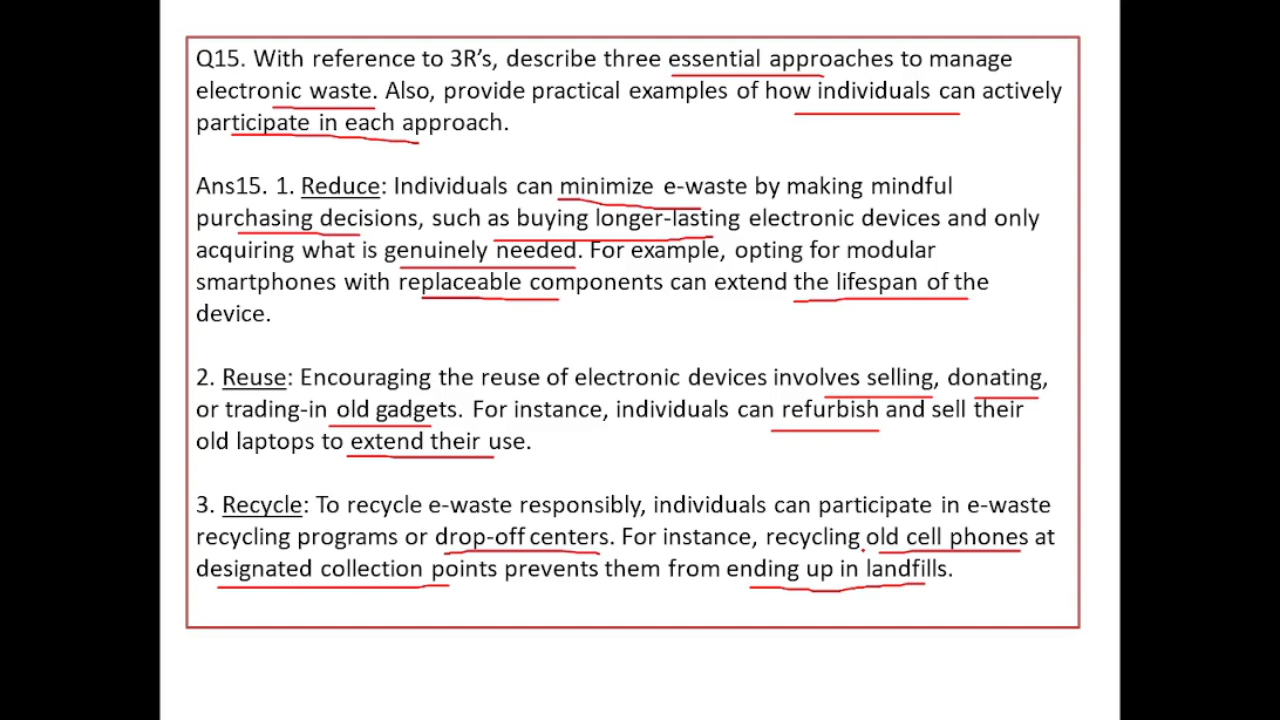 Q15. With reference to 3R’s, describe three essential approaches to manage
electronic waste. Also, provide practical examples of how individuals can actively
participate in each approach.
Ans15. 1. Reduce: Individuals can minimize e-waste by making mindful
purchasing decisions, such as buying longer-lasting electronic devices and only
acquiring what is genuinely needed. For example, opting for modular
smartphones with replaceable components can extend the lifespan of the
device.
2. Reuse: Encouraging the reuse of electronic devices involves selling, donating,
or trading-in old gadgets. For instance, individuals can refurbish and sell their
old laptops to extend their use.
3. Recycle: To recycle e-waste responsibly, individuals can participate in e-waste
recycling programs or drop-off centers. For instance, recycling old cell phones at
designated collection points prevents them from ending up in landfills.